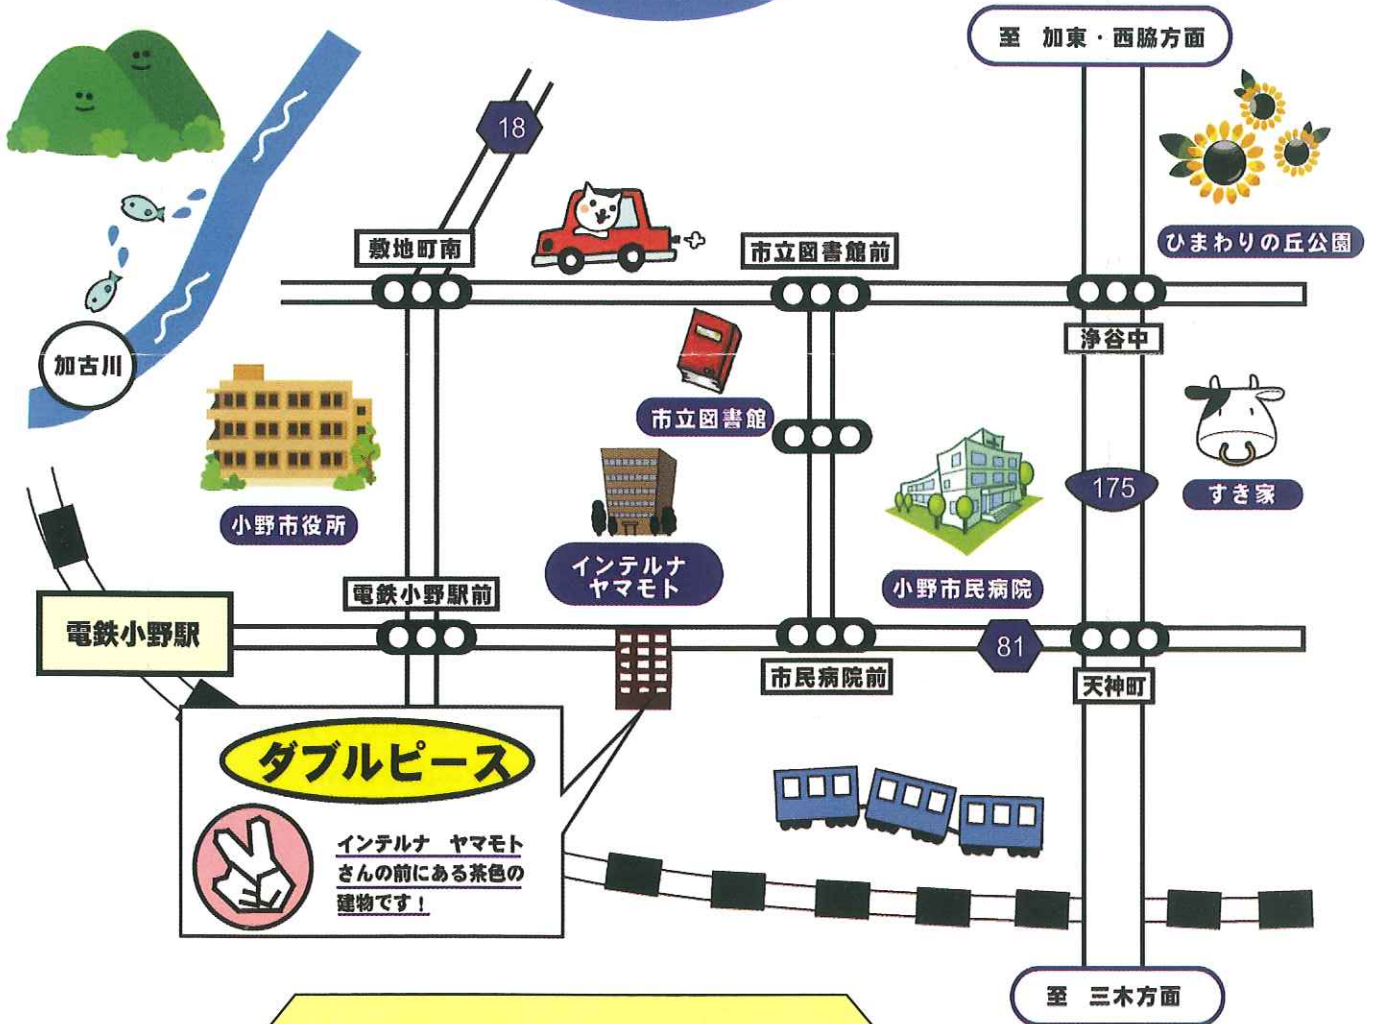 至 加東・西脇方面
18
敷地町南
市立図書館前
ひまわりの丘公園
浄谷中
加古川
市立図書館
175
すき家
小野市役所
インテルナ
ヤマモト
小野市民病院
電鉄小野駅前
電鉄小野駅
81
市民病院前
天神町
ダブルピース
インテルナ ヤマモト
さんの前にある茶色の
建物です！
至 三木方面